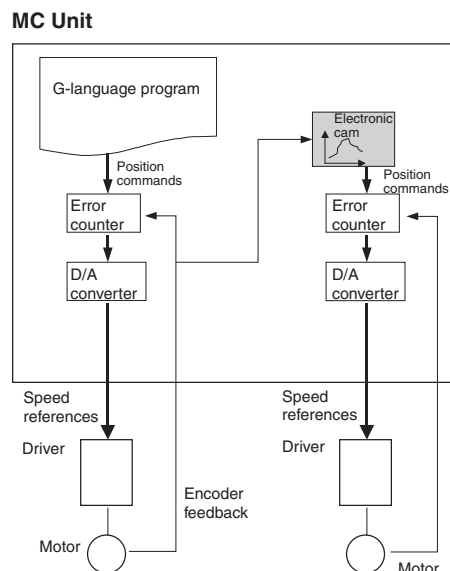 MC Unit
G-language program
Electronic
cam
Position
commands
Position
commands
Error
counter
Error
counter
D/A
converter
D/A
converter
Speed
references
Speed
references
Driver
Driver
Encoder
feedback
Motor
Motor